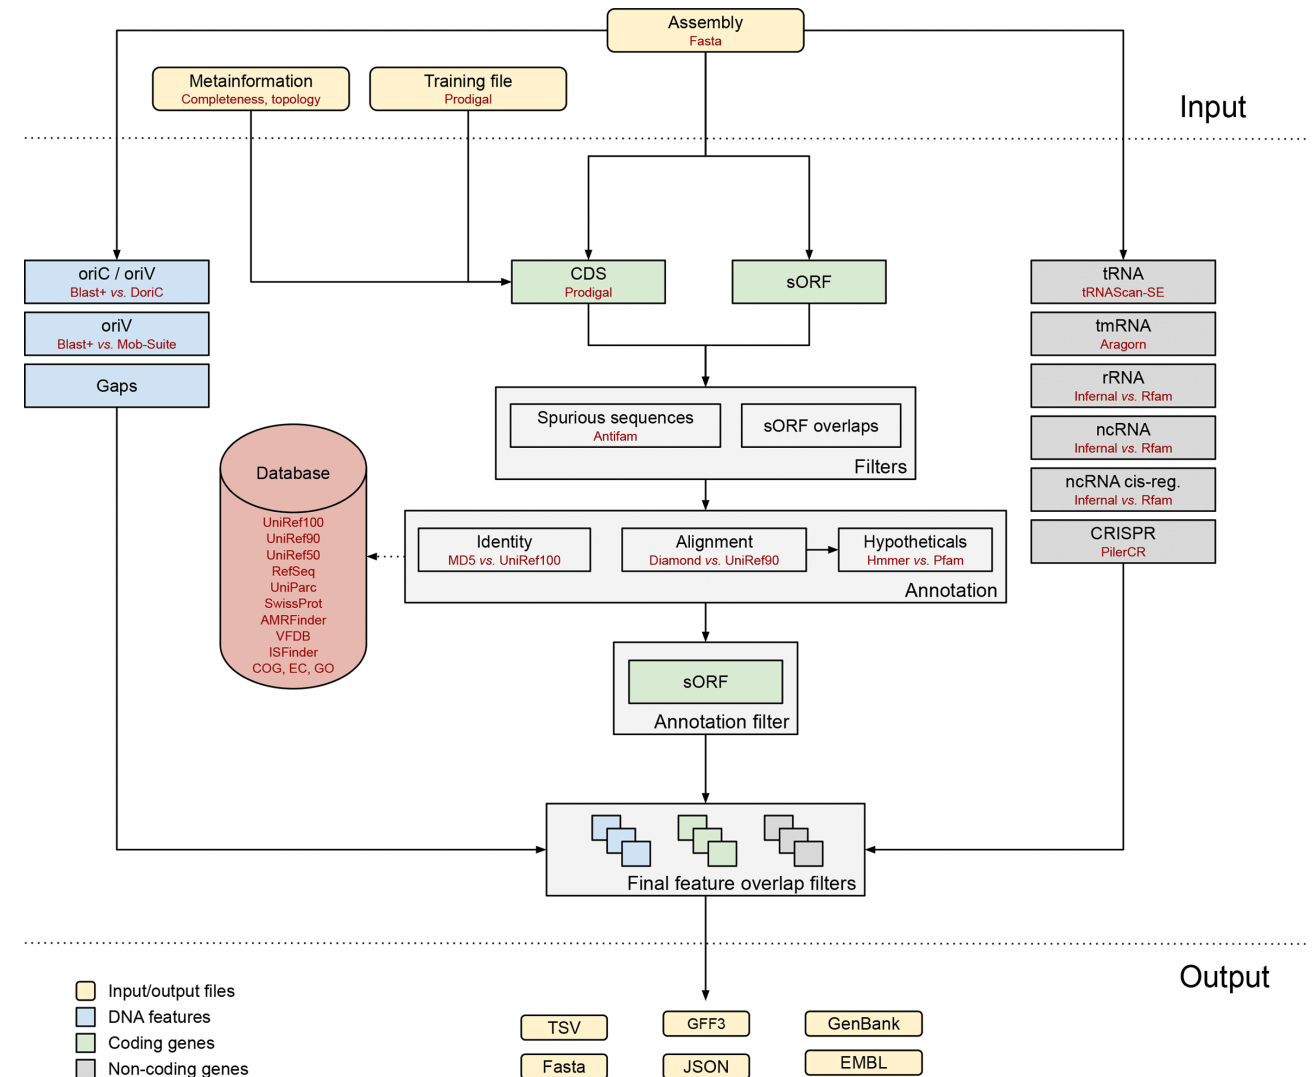 Assembly
Fasta
Metainformation
Completeness, topology
Training file
Prodigal
Input
oriC / oriV
Blast+ vs. DoriC
oriV
Blast+ vs. Mob-Suite
Gaps
CDS
Prodigal
sORF
tRNA
tRNAScan-SE
tmRNA
Aragorn
rRNA
Infernal vs. Rfam
ncRNA
Infernal vs. Rfam
ncRNA cis-reg.
Infernal vs. Rfam
CRISPR
PilerCR
Spurious sequences
Antifam
sORF overlaps
Filters
Database
UniRef100
UniRef90
UniRef50
RefSeq
UniParc
SwissProt
AMRFinder
VFDB
ISFinder
COG, EC, GO
Identity
MD5 vs. UniRef100
Alignment
Diamond vs. UniRef90
Hypotheticals
Hmmer vs. Pfam
Annotation
sORF
Annotation filter
Final feature overlap filters
Output
Input/output files
DNA features
Coding genes
Non-coding genes
TSV
GFF3
GenBank
Fasta
JSON
EMBL